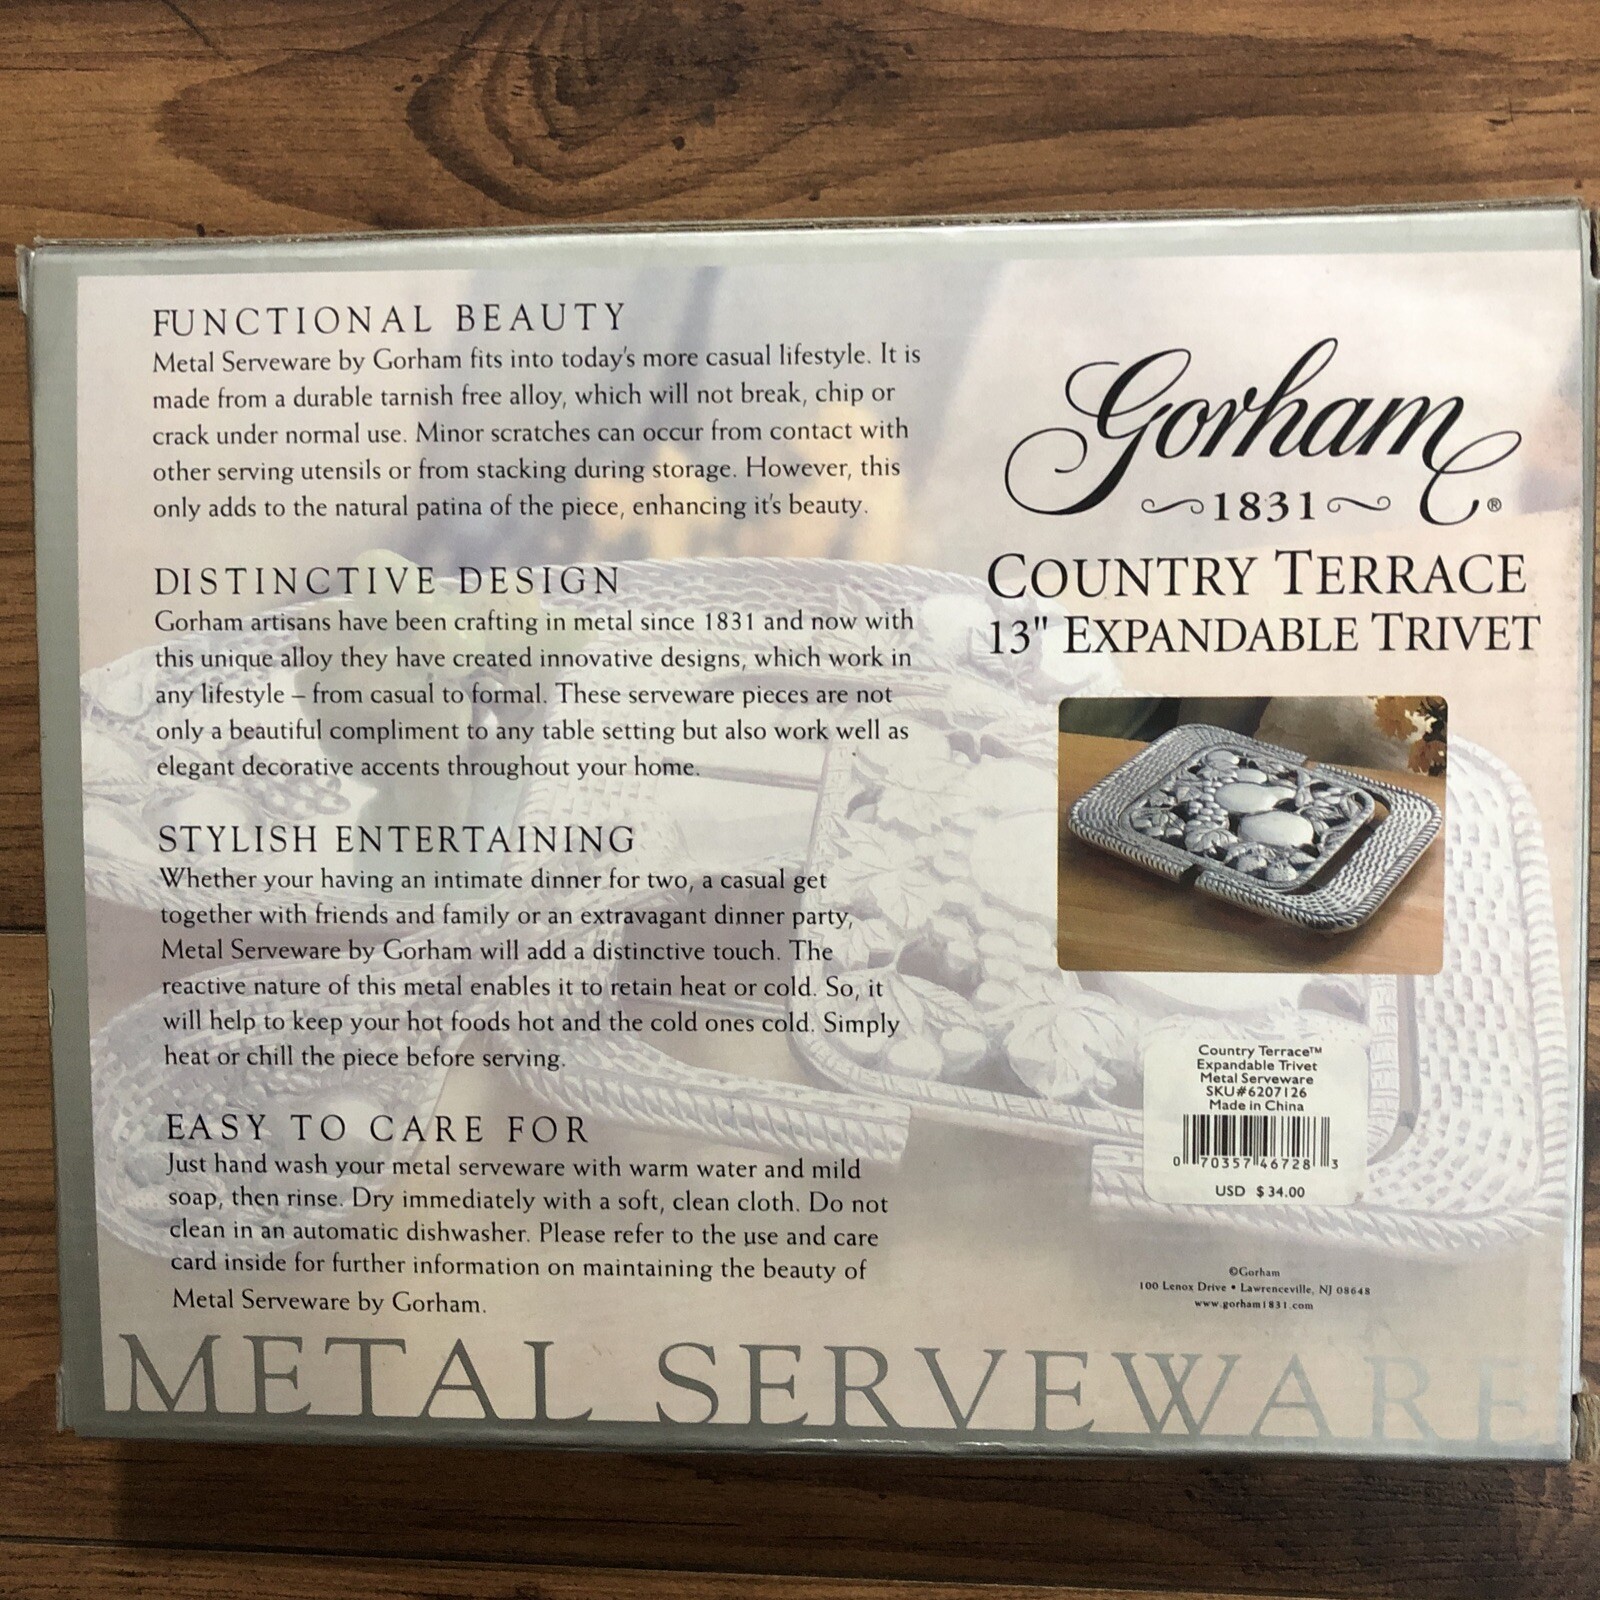 FUNCTIONAL BEAUTY
Metal Serveware by Gorham fits into today's more casual lifestyle. It is
made from a durable tarnish free alloy, which will not break, chip or
crack under normal use. Minor scratches can occur from contact with
other serving utensils or from stacking during storage. However, this
only adds to the natural patina of the piece, enhancing it's beauty.
DISTINCTIVE DESIGN
Gorham artisans have been crafting in metal since 1831 and now with
this unique alloy they have created innovative designs, which work in
any lifestyle – from casual to formal. These serveware pieces are not
only a beautiful compliment to any table setting but also work well as
elegant decorative accents throughout your home.
STYLISH ENTERTAINING
Whether your having an intimate dinner for two, a casual get
together with friends and family or an extravagant dinner party,
Metal Serveware by Gorham will add a distinctive touch. The
reactive nature of this metal enables it to retain heat or cold. So, it
will help to keep your hot foods hot and the cold ones cold. Simply
heat or chill the piece before serving.
EASY TO CARE FOR
Just hand wash your metal serveware with warm water and mild
soap, then rinse. Dry immediately with a soft, clean cloth. Do not
clean in an automatic dishwasher. Please refer to the use and care
card inside for further information on maintaining the beauty of
Metal Serveware by Gorham.
Gorham
1831 ®
COUNTRY TERRACE
13" EXPANDABLE TRIVET
Country Terrace™
Expandable Trivet
Metal Serveware
SKU#6207126
Made in China
0 70357 46728 3
USD $34.00
©Gorham
100 Lenox Drive • Lawrenceville, NJ 08648
www.gorham1831.com
METAL SERVEWARE